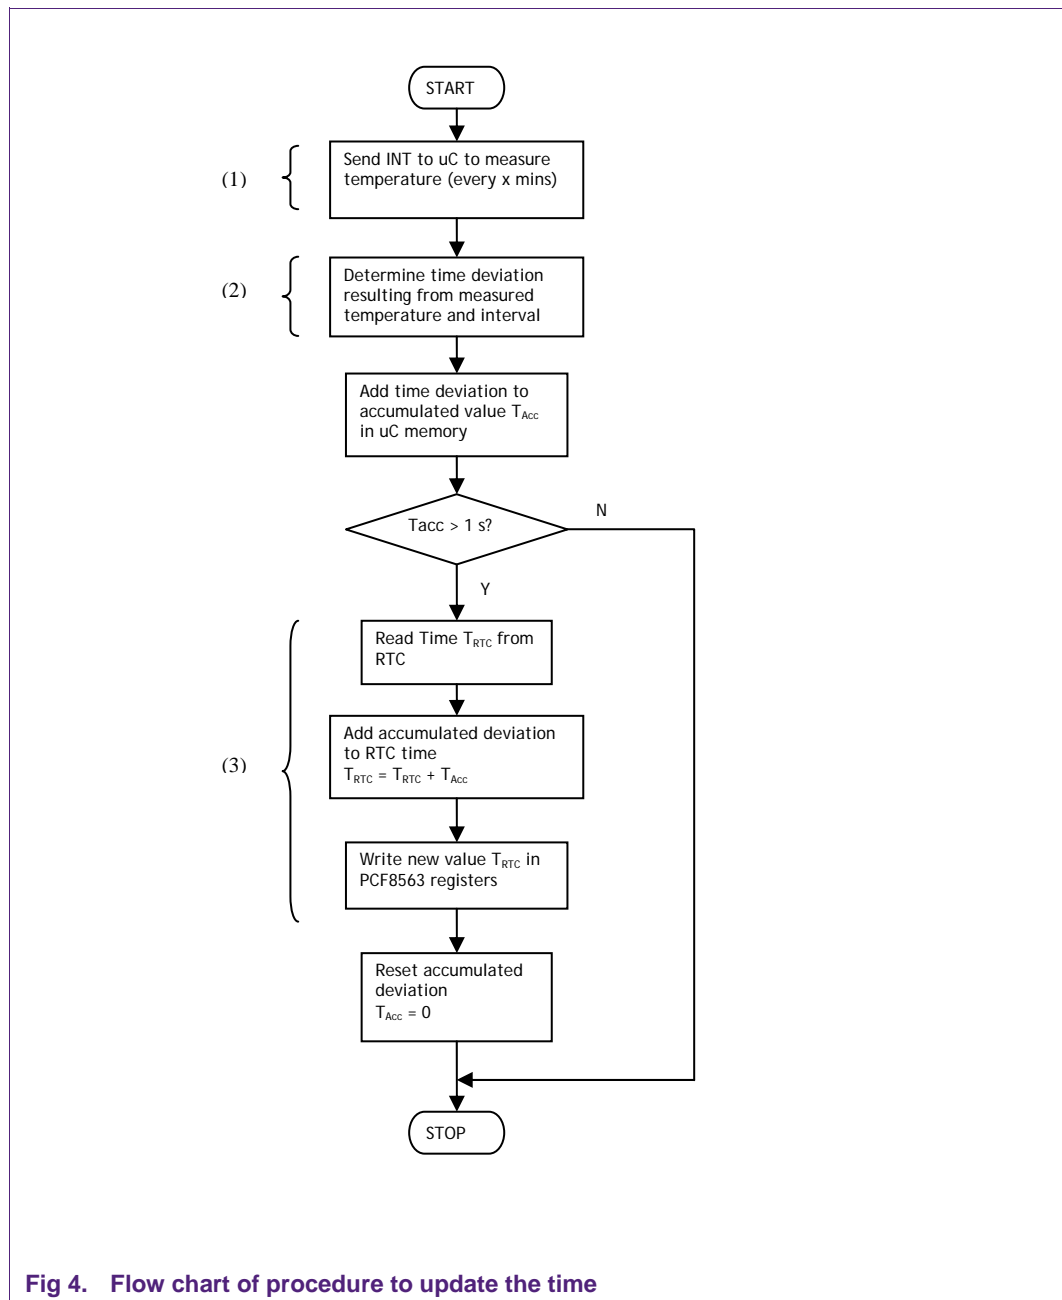 START
(1)
Send INT to uC to measure
temperature (every x mins)
(2)
Determine time deviation
resulting from measured
temperature and interval
Add time deviation to
accumulated value TAcc
in uC memory
Tacc > 1 s?
N
Y
(3)
Read Time TRTC from
RTC
Add accumulated deviation
to RTC time
TRTC = TRTC + TAcc
Write new value TRTC in
PCF8563 registers
Reset accumulated
deviation
TAcc = 0
STOP
Fig 4. Flow chart of procedure to update the time